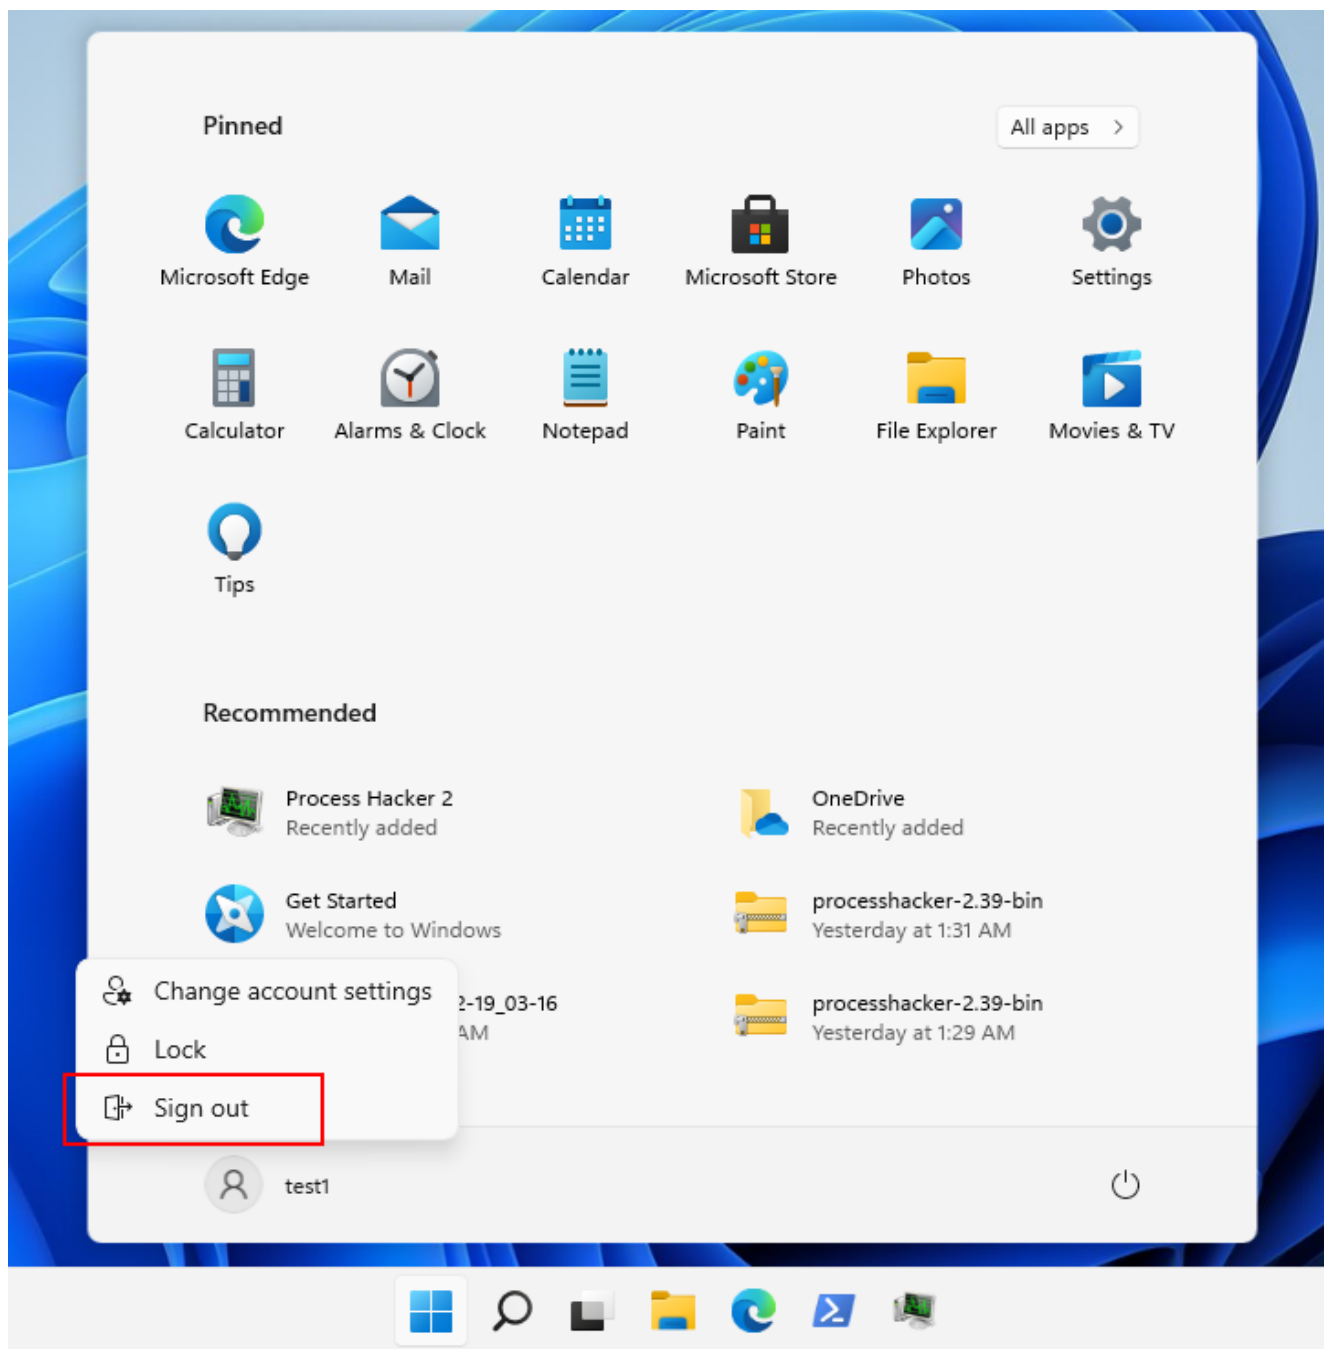 Pinned
All apps
Microsoft Edge
Mail
Calendar
Microsoft Store
Photos
Settings
Calculator
Alarms & Clock
Notepad
Paint
File Explorer
Movies & TV
Tips
Recommended
Process Hacker 2
Recently added
OneDrive
Recently added
Get Started
Welcome to Windows
processhacker-2.39-bin
Yesterday at 1:31 AM
2-19_03-16
AM
processhacker-2.39-bin
Yesterday at 1:29 AM
Change account settings
Lock
Sign out
test1